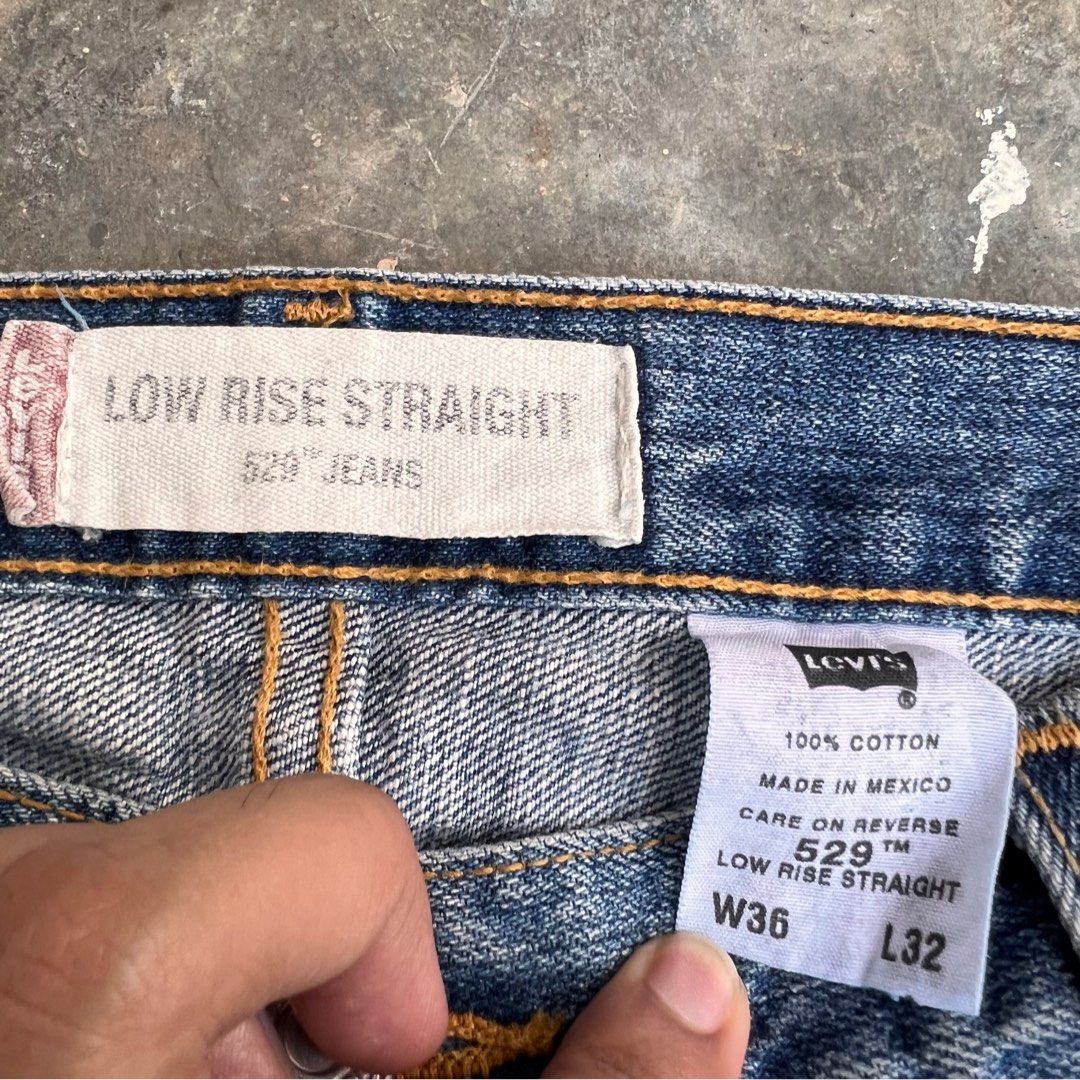 LOW RISE STRAIGHT
529™ JEANS
LEVI'S
®
100% COTTON
MADE IN MEXICO
CARE ON REVERSE
529™
LOW RISE STRAIGHT
W36 L32